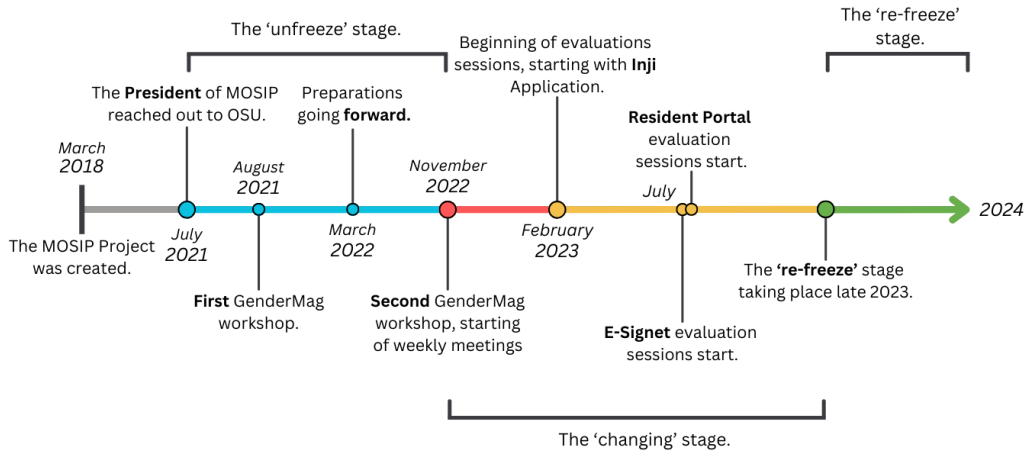 The ‘unfreeze’ stage.
The ‘re-freeze’
stage.
Beginning of evaluations
sessions, starting with Inji
Application.
The President of MOSIP
reached out to OSU.
Preparations
going forward.
Resident Portal
evaluation
sessions start.
March
2018
August
2021
November
2022
July
2024
The MOSIP Project
was created.
July
2021
March
2022
February
2023
First GenderMag
workshop.
Second GenderMag
workshop, starting
of weekly meetings
The ‘re-freeze’ stage
taking place late 2023.
E-Signet evaluation
sessions start.
The ‘changing’ stage.